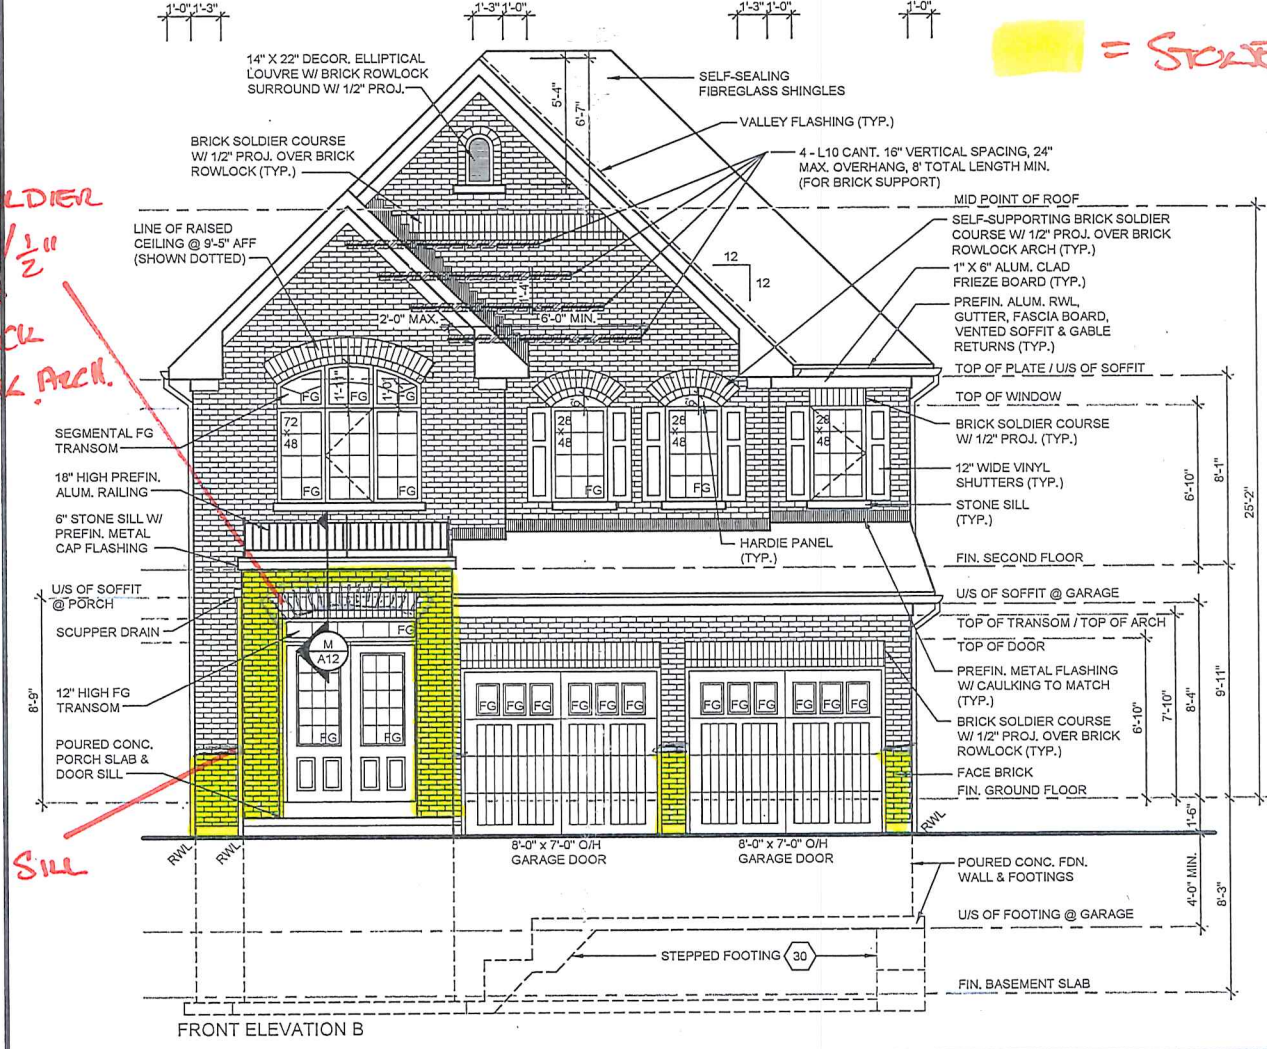 1'-0" 1'-3"
1'-3" 1'-0"
1'-3" 1'-0"
1'-0"
= STONE
14" X 22" DECOR. ELLIPTICAL
LOUVRE W/ BRICK ROWLOCK
SURROUND W/ 1/2" PROJ.
5'-4"
6'-7"
SELF-SEALING
FIBREGLASS SHINGLES
VALLEY FLASHING (TYP.)
BRICK SOLDIER COURSE
W/ 1/2" PROJ. OVER BRICK
ROWLOCK (TYP.)
4 - L10 CANT. 16" VERTICAL SPACING, 24"
MAX. OVERHANG, 8' TOTAL LENGTH MIN.
(FOR BRICK SUPPORT)
LDIER
/ 1/2"
CK
K ARCH.
MID POINT OF ROOF
LINE OF RAISED
CEILING @ 9'-5" AFF
(SHOWN DOTTED)
SELF-SUPPORTING BRICK SOLDIER
COURSE W/ 1/2" PROJ. OVER BRICK
ROWLOCK ARCH (TYP.)
12
12
1" X 6" ALUM. CLAD
FRIEZE BOARD (TYP.)
1'-4"
2'-0" MAX.
6'-0" MIN.
PREFIN. ALUM. RWL,
GUTTER, FASCIA BOARD,
VENTED SOFFIT & GABLE
RETURNS (TYP.)
TOP OF PLATE / U/S OF SOFFIT
TOP OF WINDOW
FG
1'-11"
FG
1'-0"
FG
72
x
48
FG
FG
28
x
48
FG
28
x
48
FG
28
x
48
SEGMENTAL FG
TRANSOM
18" HIGH PREFIN.
ALUM. RAILING
6" STONE SILL W/
PREFIN. METAL
CAP FLASHING
BRICK SOLDIER COURSE
W/ 1/2" PROJ. (TYP.)
12" WIDE VINYL
SHUTTERS (TYP.)
STONE SILL
(TYP.)
HARDIE PANEL
(TYP.)
FIN. SECOND FLOOR
6'-10"
8'-1"
25'-2"
U/S OF SOFFIT
@ PORCH
SCUPPER DRAIN
U/S OF SOFFIT @ GARAGE
TOP OF TRANSOM / TOP OF ARCH
TOP OF DOOR
FG
M
A12
8'-9"
12" HIGH FG
TRANSOM
POURED CONC.
PORCH SLAB &
DOOR SILL
FG
FG
FG FG FG FG FG FG
FG FG FG FG FG FG
PREFIN. METAL FLASHING
W/ CAULKING TO MATCH
(TYP.)
BRICK SOLDIER COURSE
W/ 1/2" PROJ. OVER BRICK
ROWLOCK (TYP.)
FACE BRICK
FIN. GROUND FLOOR
6'-10"
7'-10"
8'-4"
9'-11"
1'-6"
SILL
RWL
RWL
RWL
8'-0" x 7'-0" O/H
GARAGE DOOR
8'-0" x 7'-0" O/H
GARAGE DOOR
POURED CONC. FDN.
WALL & FOOTINGS
4'-0" MIN.
8'-3"
U/S OF FOOTING @ GARAGE
STEPPED FOOTING 30
FIN. BASEMENT SLAB
FRONT ELEVATION B